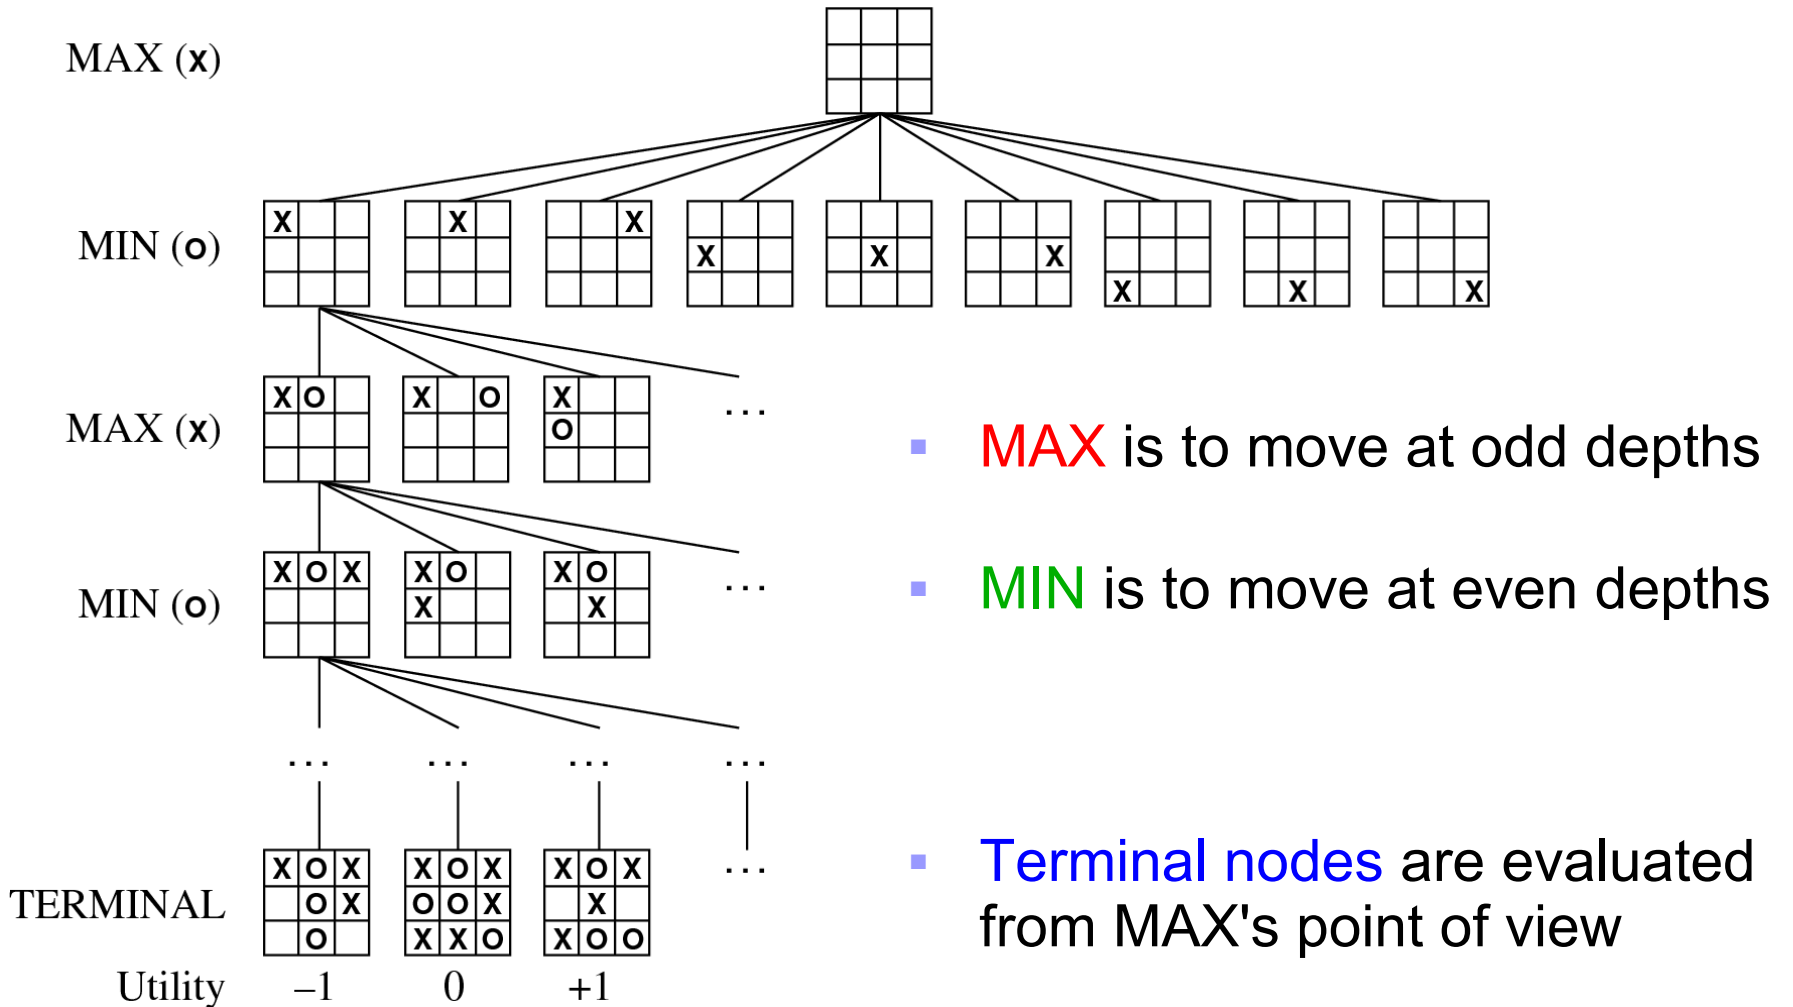 MAX (X)
MIN (O)
X X X X X X X X X
MAX (X)
X O X O X
O
...
MAX is to move at odd depths
MIN (O)
X O X X O X O
X X
...
MIN is to move at even depths
... ... ... ...
TERMINAL
X O X X O X X O X
O X O O X X
O X X O X O O
...
Terminal nodes are evaluated
from MAX's point of view
Utility −1 0 +1